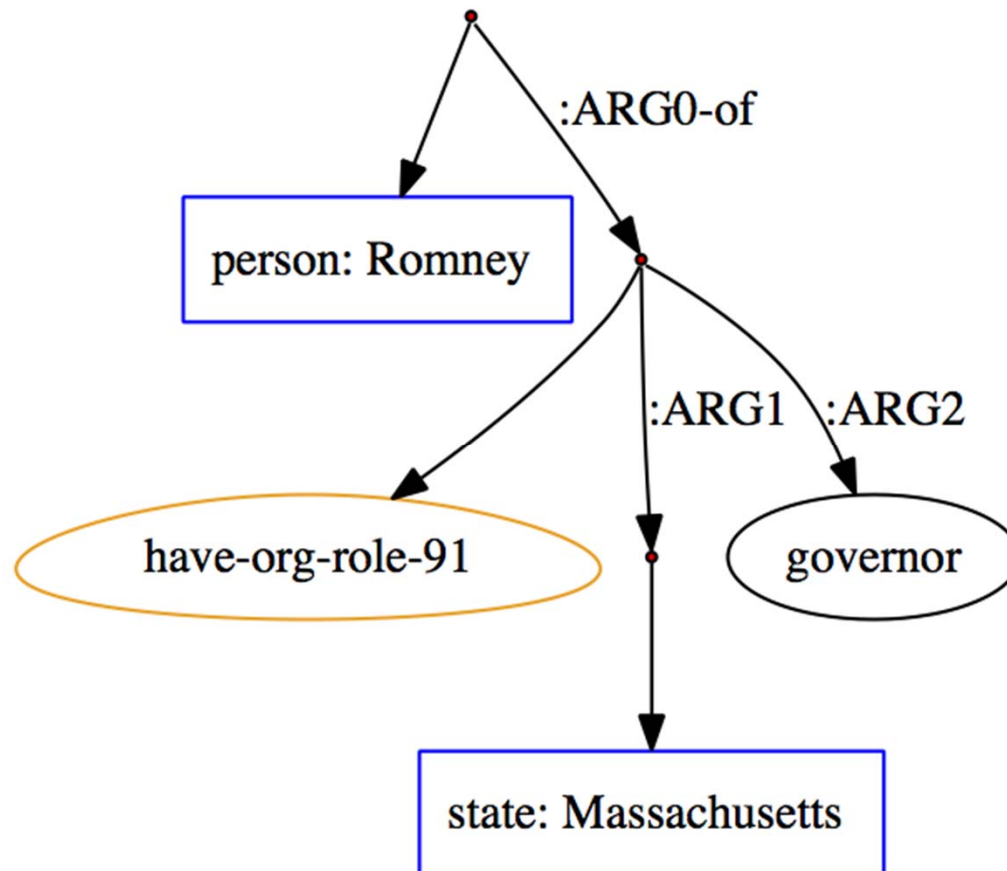 :ARG0-of
person: Romney
:ARG1
:ARG2
have-org-role-91
governor
state: Massachusetts